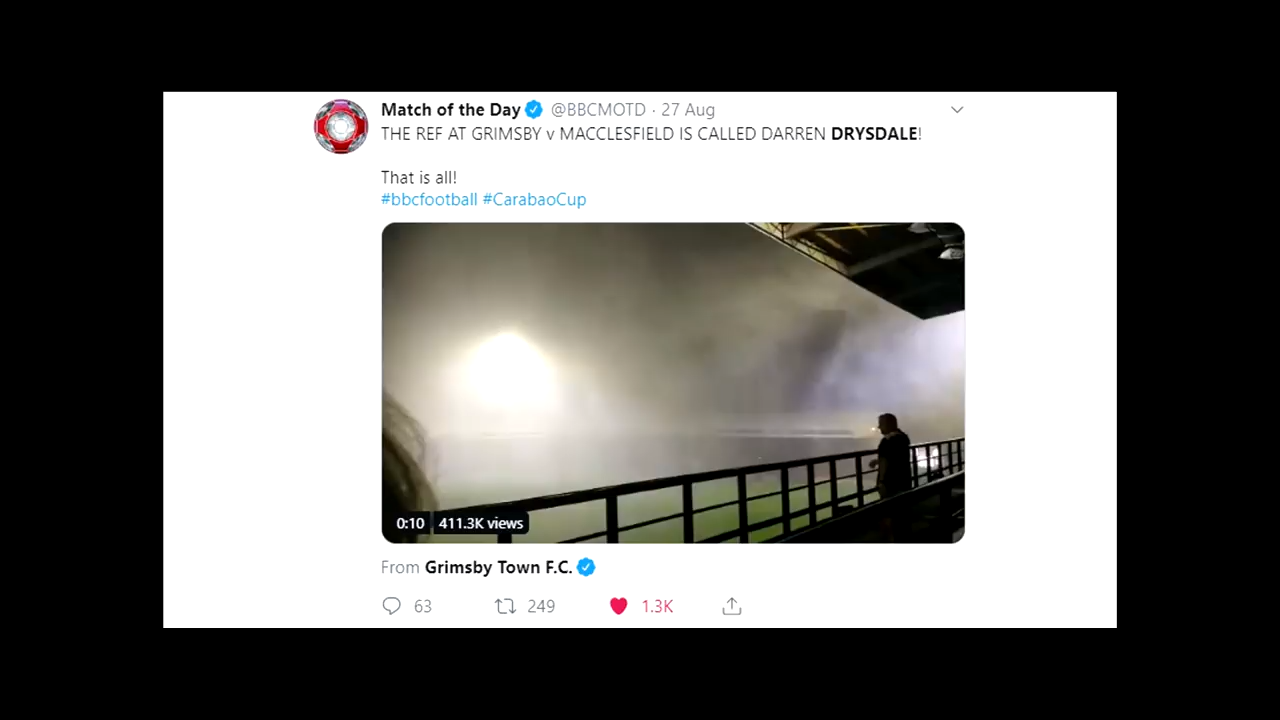 Match of the Day @BBCMOTD · 27 Aug
THE REF AT GRIMSBY v MACCLESFIELD IS CALLED DARREN DRYSDALE!
That is all!
#bbcfootball #CarabaoCup
0:10 411.3K views
From Grimsby Town F.C.
63 249 1.3K